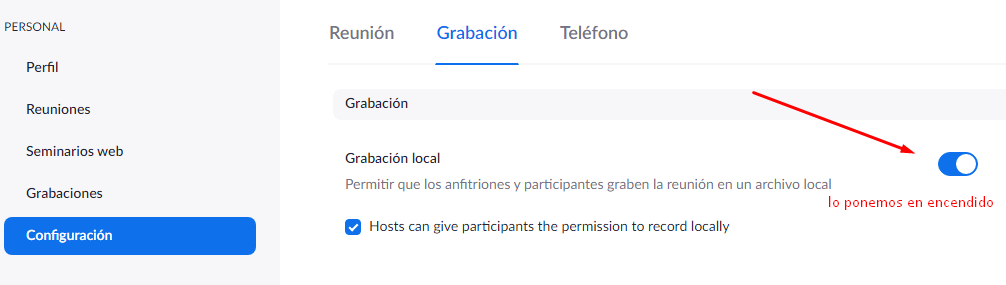 PERSONAL
Perfil
Reuniones
Seminarios web
Grabaciones
Configuración
Reunión Grabación Teléfono
Grabación
Grabación local
Permitir que los anfitriones y participantes graben la reunión en un archivo local
lo ponemos en encendido
Hosts can give participants the permission to record locally